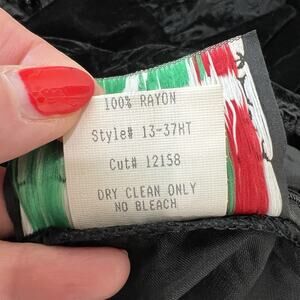 100% RAYON
Style# 13-37HT
Cut# 12158
DRY CLEAN ONLY
NO BLEACH